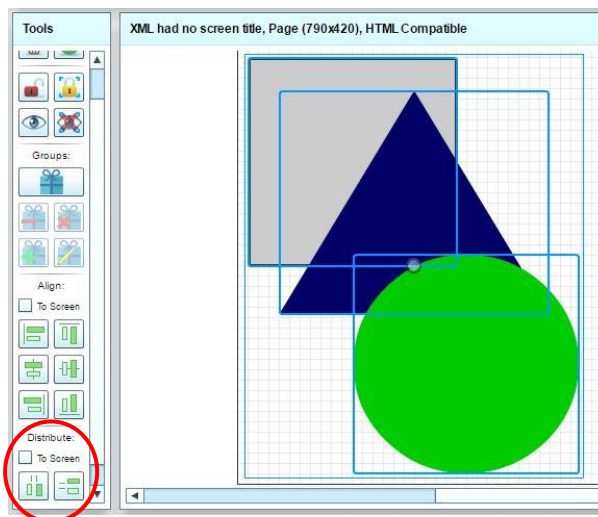 Tools
XML had no screen title, Page (790x420), HTML Compatible
Groups:
Align:
To Screen
Distribute:
To Screen